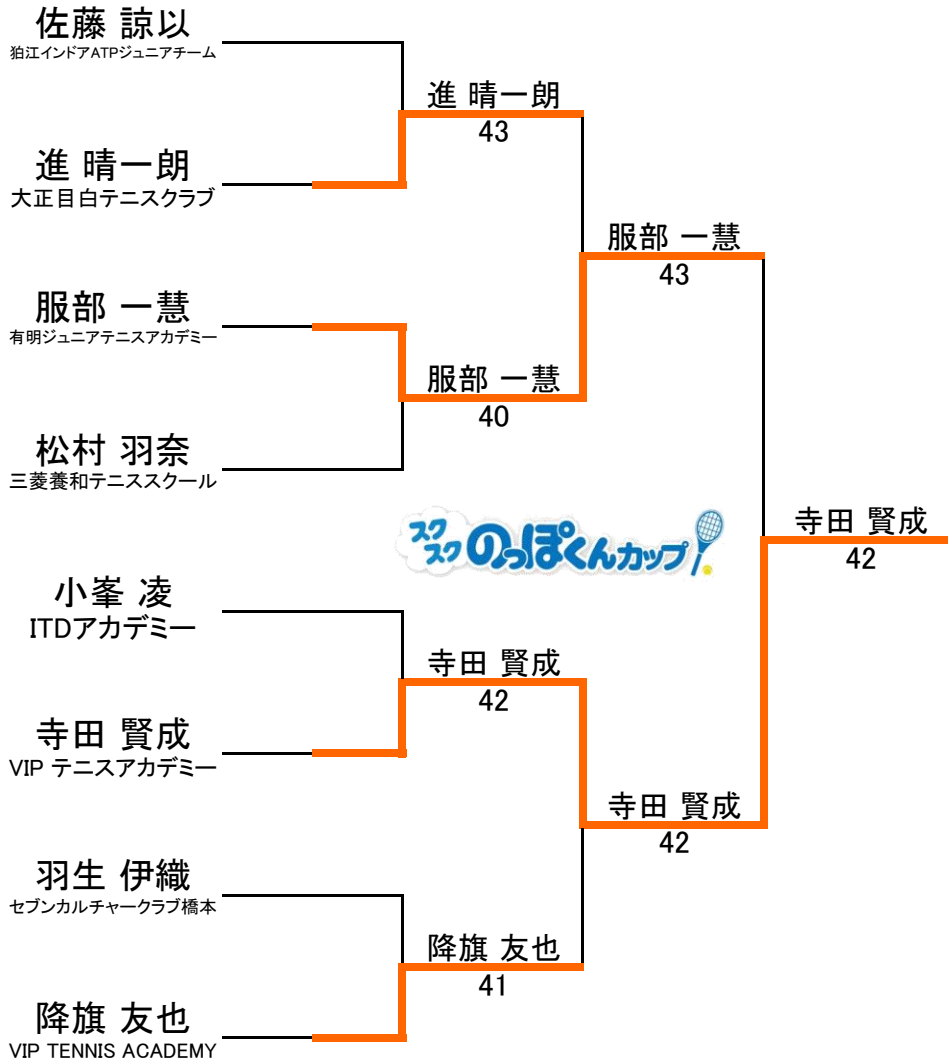 佐藤 諒以
狛江インドアATPジュニアチーム
進 晴一朗
43
進 晴一朗
大正目白テニスクラブ
服部 一慧
43
服部 一慧
有明ジュニアテニスアカデミー
服部 一慧
40
松村 羽奈
三菱養和テニススクール
スクスク のっぽくんカップ
寺田 賢成
42
小峯 凌
ITDアカデミー
寺田 賢成
42
寺田 賢成
VIP テニスアカデミー
寺田 賢成
42
羽生 伊織
セブンカルチャークラブ橋本
降旗 友也
41
降旗 友也
VIP TENNIS ACADEMY